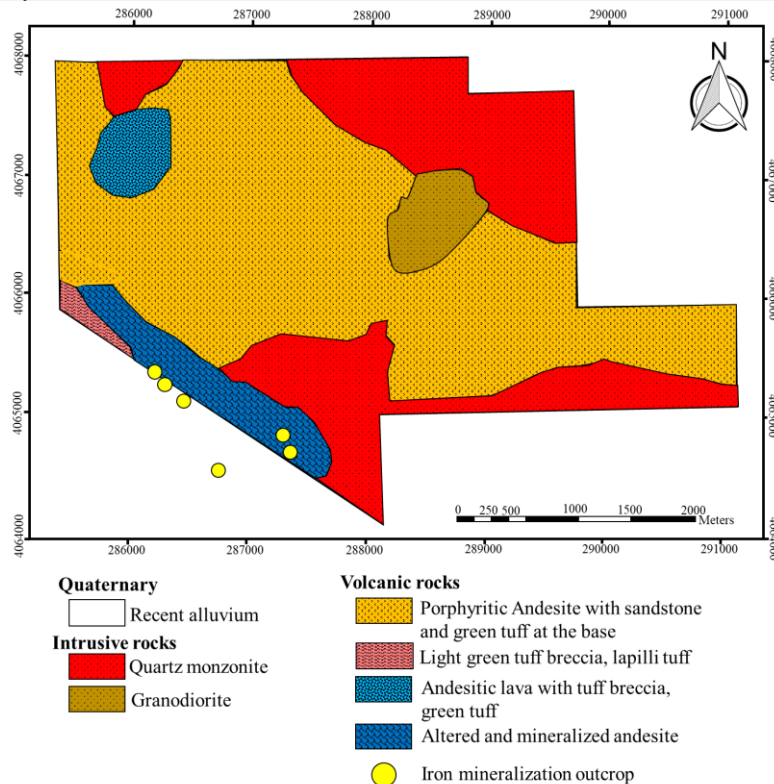 286000 287000 288000 289000 290000 291000
N
4068000
4067000
4066000
4065000
4064000
0 250 500 1000 1500 2000
Meters
286000 287000 288000 289000 290000 291000
Quaternary
Recent alluvium
Intrusive rocks
Quartz monzonite
Granodiorite
Volcanic rocks
Porphyritic Andesite with sandstone
and green tuff at the base
Light green tuff breccia, lapilli tuff
Andesitic lava with tuff breccia,
green tuff
Altered and mineralized andesite
Iron mineralization outcrop